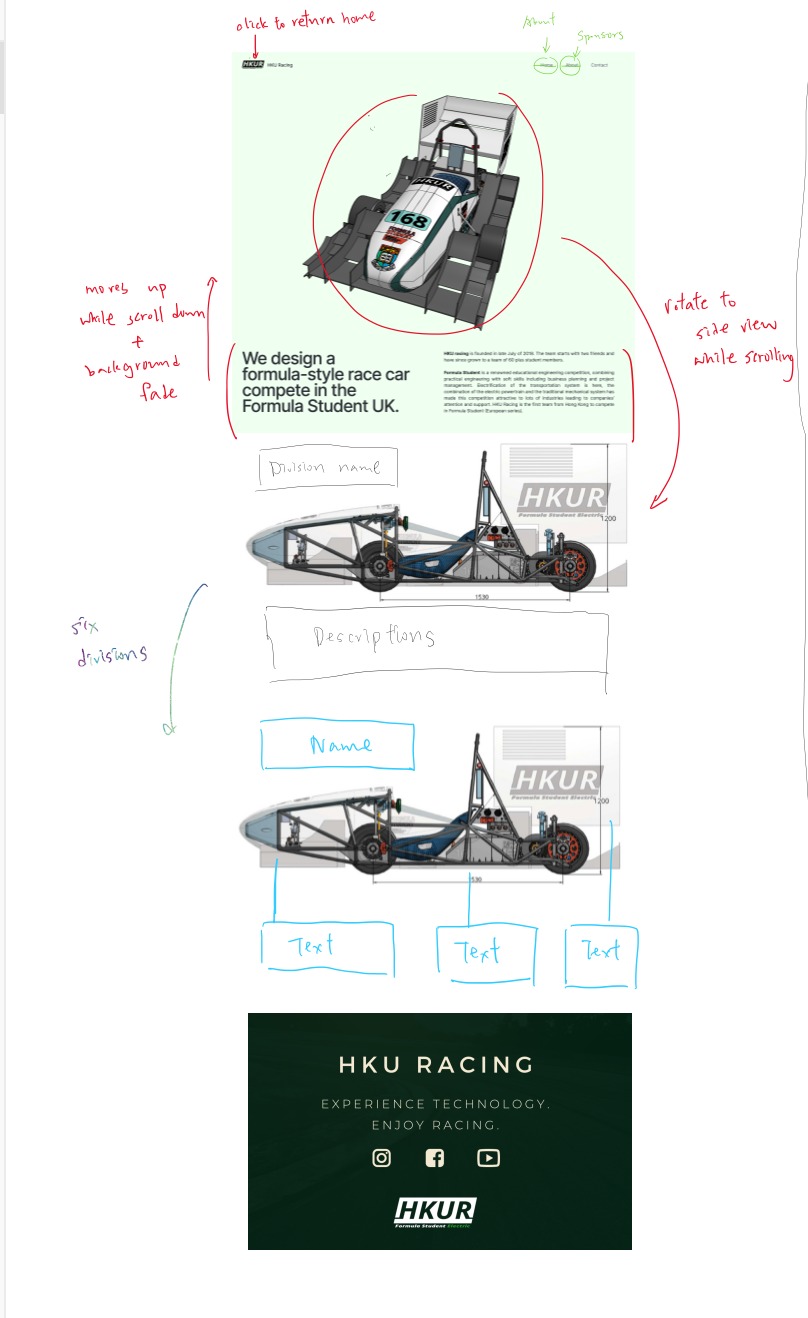 click to return home
About
Sponsors
HKUR HKU Racing
Home About Contact
HKUR
168
moves up
while scroll down
+
background
fade
rotate to
side view
while scrolling
We design a
formula-style race car
compete in the
Formula Student UK.
HKU racing is founded in late July of 2016. The team starts with two friends and
have since grown to a team of 60 plus student members.
Formula Student is a renowned educational engineering competition, combining
practical engineering with soft skills including business planning and project
management. Electrification of the transportation system is here, the
combination of the electric powertrain and the traditional mechanical system has
made this competition attractive to lots of industries leading to companies'
attention and support. HKU Racing is the first team from Hong Kong to compete
in Formula Student (European series).
Division name
HKUR
Formula Student Electric
1200
1530
six
divisions
Descriptions
Name
HKUR
Formula Student Electric
1200
1530
Text
Text
Text
HKU RACING
EXPERIENCE TECHNOLOGY.
ENJOY RACING.
HKUR
Formula Student Electric